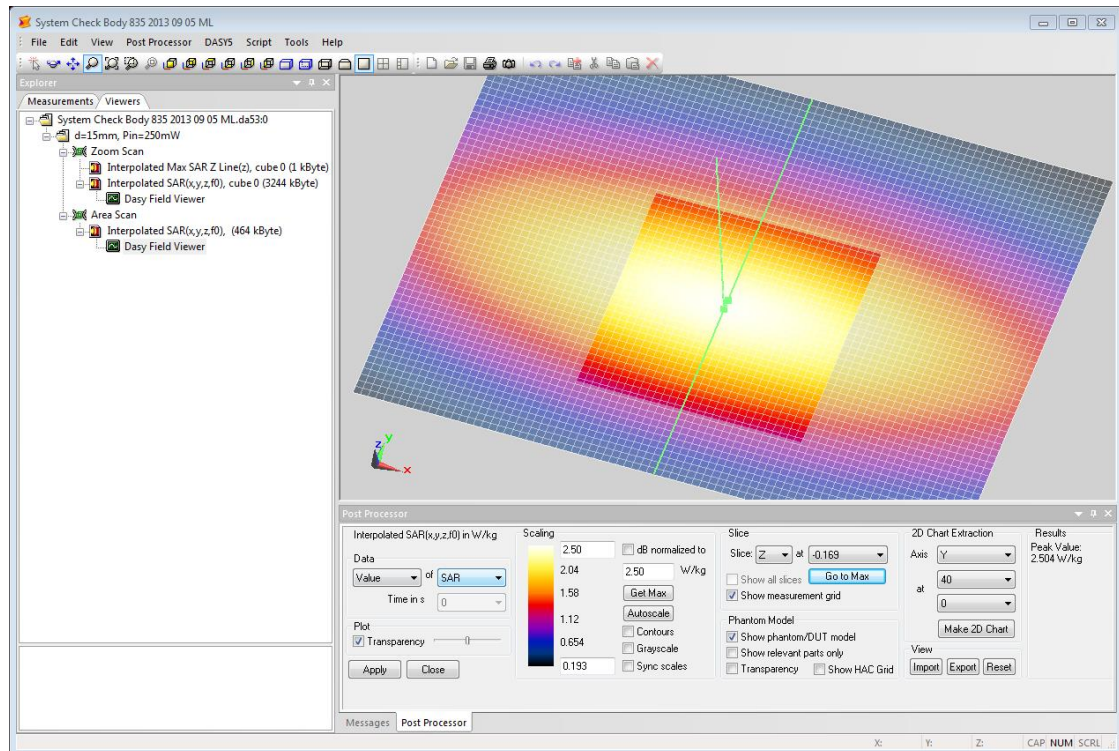 System Check Body 835 2013 09 05 ML
File Edit View Post Processor DASY5 Script Tools Help
Explorer
Measurements Viewers
System Check Body 835 2013 09 05 ML.da53:0
d=15mm, Pin=250mW
Zoom Scan
Interpolated Max SAR Z Line(z), cube 0 (1 kByte)
Interpolated SAR(x,y,z,f0), cube 0 (3244 kByte)
Dasy Field Viewer
Area Scan
Interpolated SAR(x,y,z,f0), (464 kByte)
Dasy Field Viewer
z y
x
Post Processor
Interpolated SAR(x,y,z,f0) in W/kg
Data
Value of SAR
Time in s 0
Plot
Transparency
Apply Close
Scaling
2.50
2.04
1.58
1.12
0.654
0.193
dB normalized to
2.50 W/kg
Get Max
Autoscale
Contours
Grayscale
Sync scales
Slice
Slice: Z at -0.169
Show all slices Go to Max
Show measurement grid
Phantom Model
Show phantom/DUT model
Show relevant parts only
Transparency Show HAC Grid
2D Chart Extraction
Axis Y
at 40
0
Make 2D Chart
View
Import Export Reset
Results
Peak Value:
2.504 W/kg
Messages Post Processor
X: Y: Z: CAP NUM SCRL